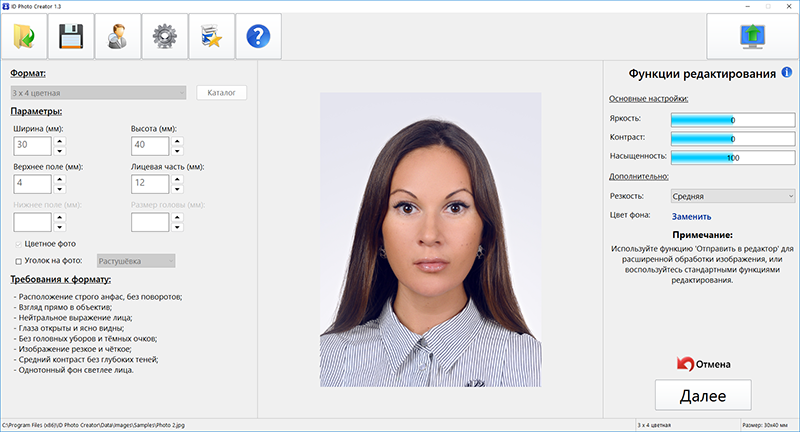 ID Photo Creator 1.3
Формат:
3 x 4 цветная
Каталог
Параметры:
Ширина (мм):
Высота (мм):
30
40
Верхнее поле (мм):
Лицевая часть (мм):
4
12
Нижнее поле (мм):
Размер головы (мм):
Цветное фото
Уголок на фото:
Растушёвка
Требования к формату:
- Расположение строго анфас, без поворотов;
- Взгляд прямо в объектив;
- Нейтральное выражение лица;
- Глаза открыты и ясно видны;
- Без головных уборов и тёмных очков;
- Изображение резкое и чёткое;
- Средний контраст без глубоких теней;
- Однотонный фон светлее лица.
Функции редактирования
Основные настройки:
Яркость:
0
Контраст:
0
Насыщенность:
100
Дополнительно:
Резкость:
Средняя
Цвет фона:
Заменить
Примечание:
Используйте функцию 'Отправить в редактор' для
расширенной обработки изображения, или
воспользуйтесь стандартными функциями
редактирования.
Отмена
Далее
C:\Program Files (x86)\ID Photo Creator\Data\Images\Samples\Photo 2.jpg
3 x 4 цветная
Размер: 30x40 мм